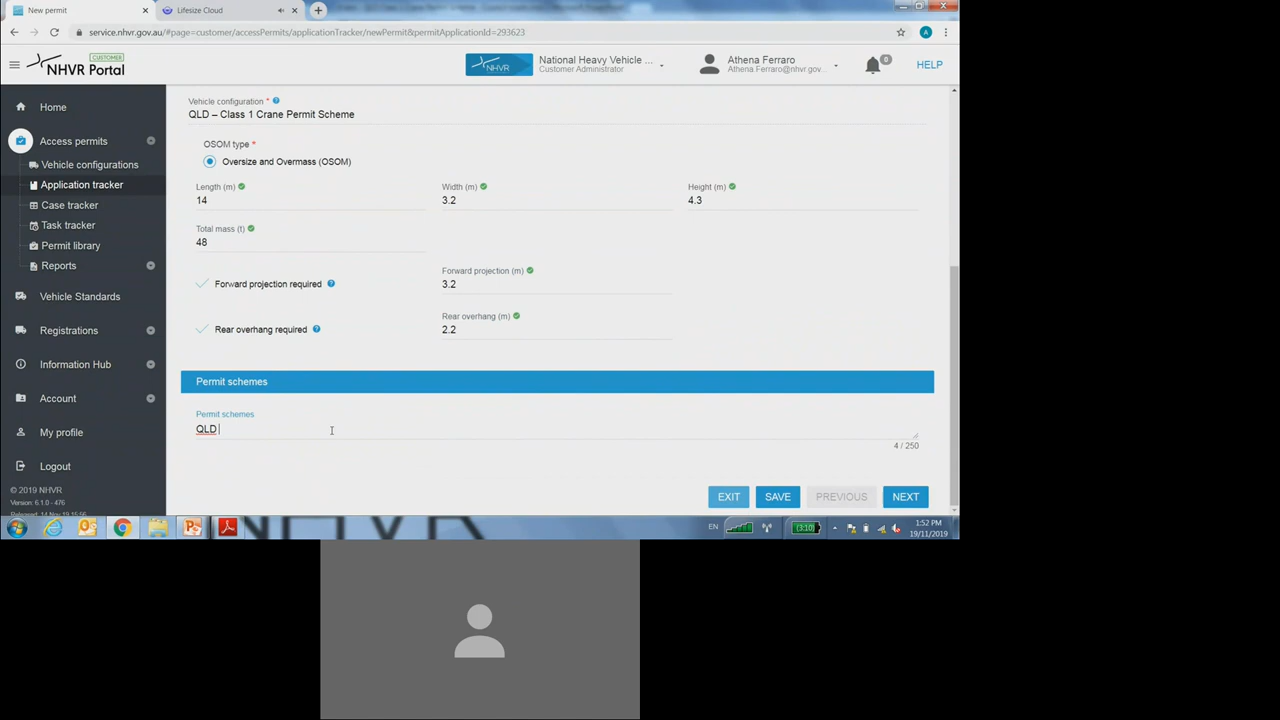 New permit
Lifesize Cloud
service.nhvr.gov.au/#page=customer/accessPermits/applicationTracker/newPermit&permitApplicationId=293623
A
CUSTOMER
NHVR Portal
NHVR
National Heavy Vehicle ...
Customer Administrator
Athena Ferraro
Athena.Ferraro@nhvr.gov...
0
HELP
Home
Access permits
Vehicle configurations
Application tracker
Case tracker
Task tracker
Permit library
Reports
Vehicle Standards
Registrations
Information Hub
Account
My profile
Logout
© 2019 NHVR
Version: 6.1.0 - 476
Released: 14 Nov 19 15:56
Vehicle configuration *
QLD – Class 1 Crane Permit Scheme
OSOM type *
Oversize and Overmass (OSOM)
Length (m)
14
Width (m)
3.2
Height (m)
4.3
Total mass (t)
48
Forward projection required
Forward projection (m)
3.2
Rear overhang required
Rear overhang (m)
2.2
Permit schemes
Permit schemes
QLD
4 / 250
EXIT
SAVE
PREVIOUS
NEXT
NHVR
EN
(3:10)
1:52 PM
19/11/2019